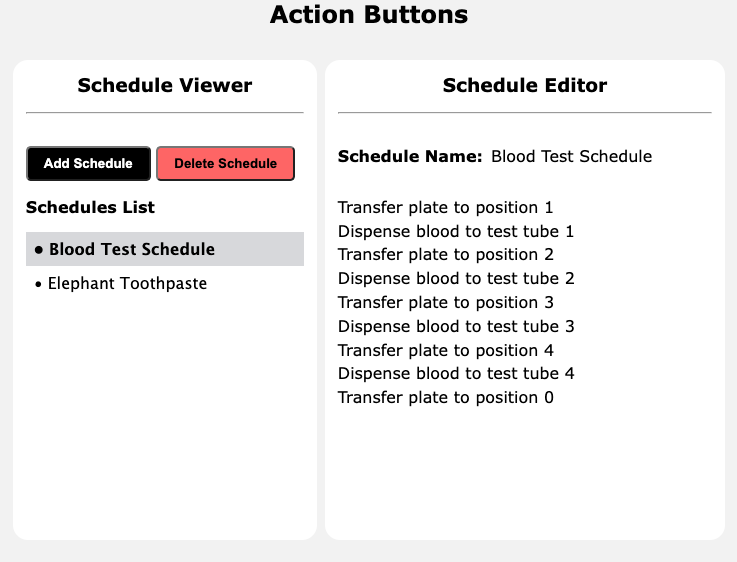 Action Buttons
Schedule Viewer
Add Schedule Delete Schedule
Schedules List
• Blood Test Schedule
• Elephant Toothpaste
Schedule Editor
Schedule Name: Blood Test Schedule
Transfer plate to position 1
Dispense blood to test tube 1
Transfer plate to position 2
Dispense blood to test tube 2
Transfer plate to position 3
Dispense blood to test tube 3
Transfer plate to position 4
Dispense blood to test tube 4
Transfer plate to position 0